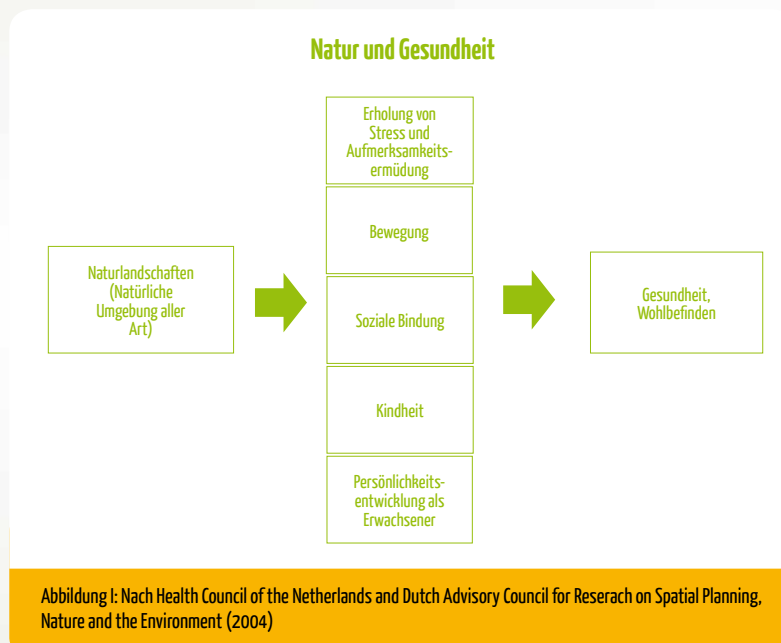 Natur und Gesundheit
Erholung von
Stress und
Aufmerksamkeits-
ermüdung
Bewegung
Naturlandschaften
(Natürliche
Umgebung aller
Art)
Soziale Bindung
Gesundheit,
Wohlbefinden
Kindheit
Persönlichkeits-
entwicklung als
Erwachsener
Abbildung I: Nach Health Council of the Netherlands and Dutch Advisory Council for Reserach on Spatial Planning,
Nature and the Environment (2004)